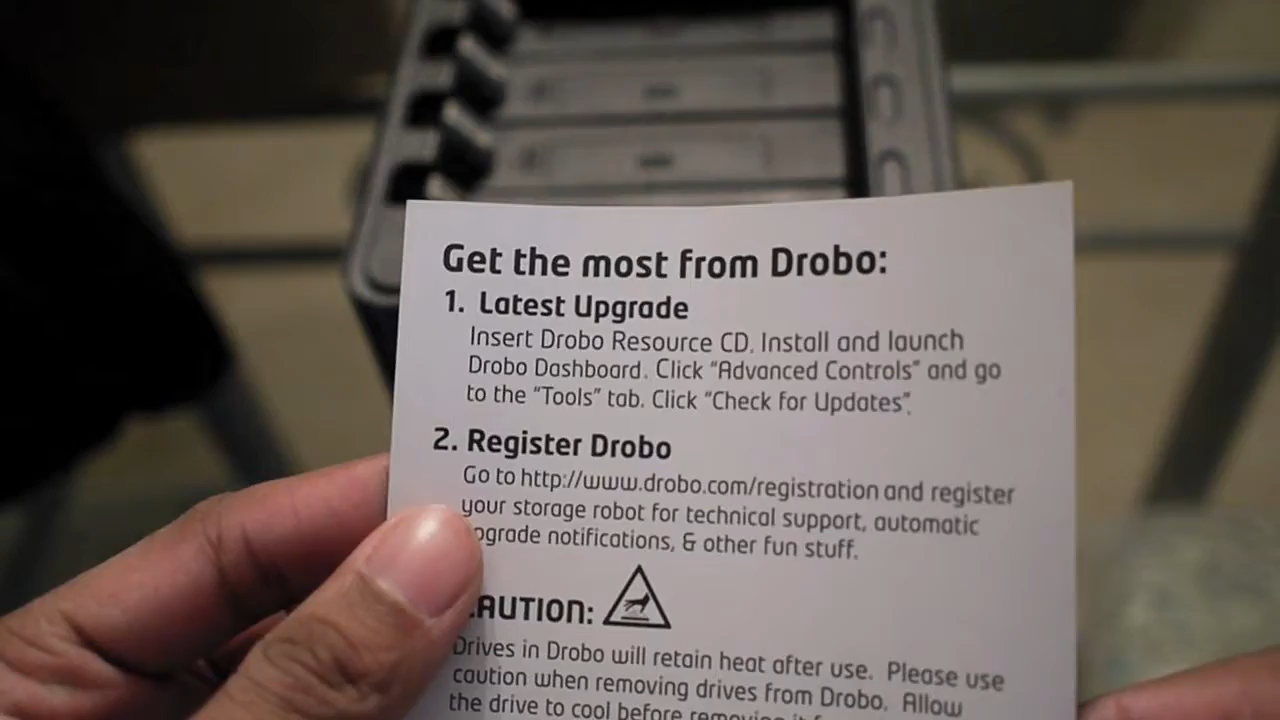 Get the most from Drobo:
1. Latest Upgrade
Insert Drobo Resource CD. Install and launch
Drobo Dashboard. Click “Advanced Controls” and go
to the “Tools” tab. Click “Check for Updates”.
2. Register Drobo
Go to http://www.drobo.com/registration and register
your storage robot for technical support, automatic
pgrade notifications, & other fun stuff.
AUTION:
Drives in Drobo will retain heat after use. Please use
caution when removing drives from Drobo. Allow
the drive to cool before removing it